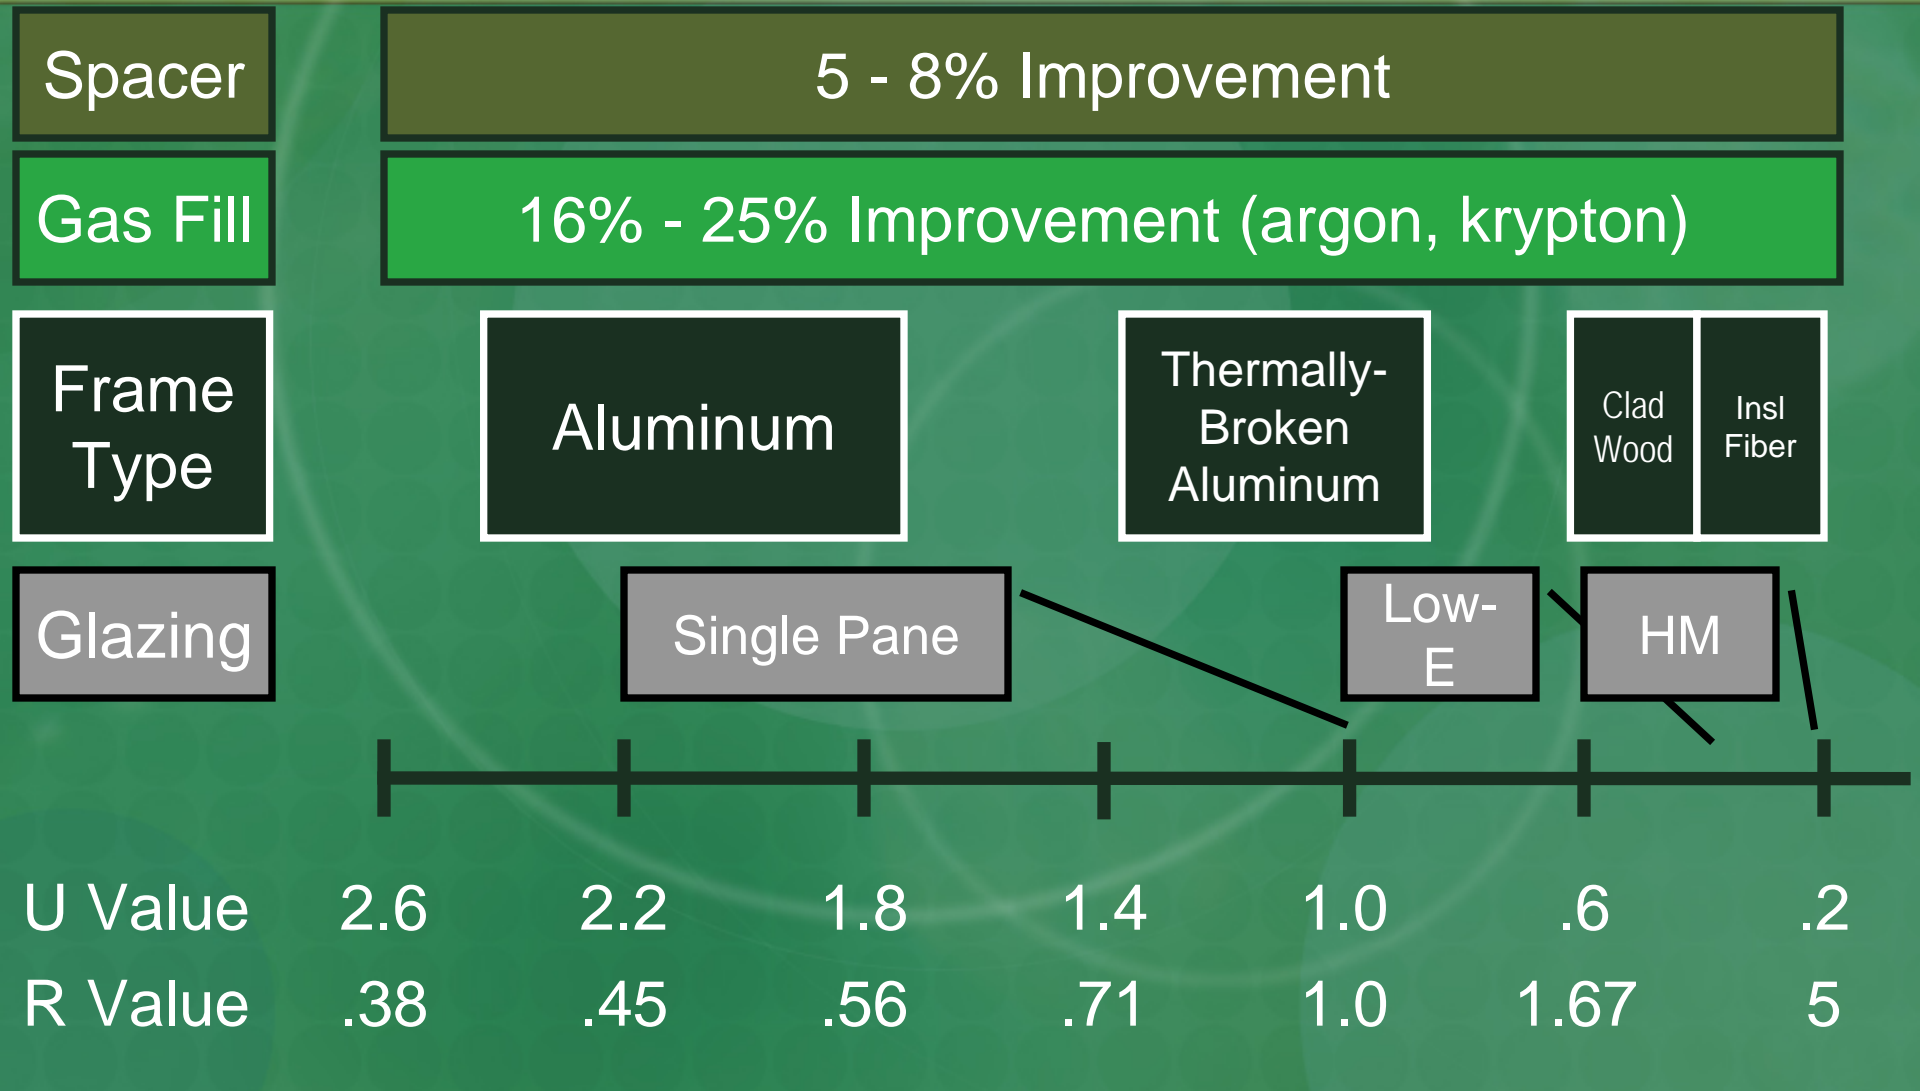 Spacer
5 - 8% Improvement
Gas Fill
16% - 25% Improvement (argon, krypton)
Frame
Type
Aluminum
Thermally-
Broken
Aluminum
Clad
Wood
Insl
Fiber
Glazing
Single Pane
Low-
E
HM
U Value 2.6 2.2 1.8 1.4 1.0 .6 .2
R Value .38 .45 .56 .71 1.0 1.67 5